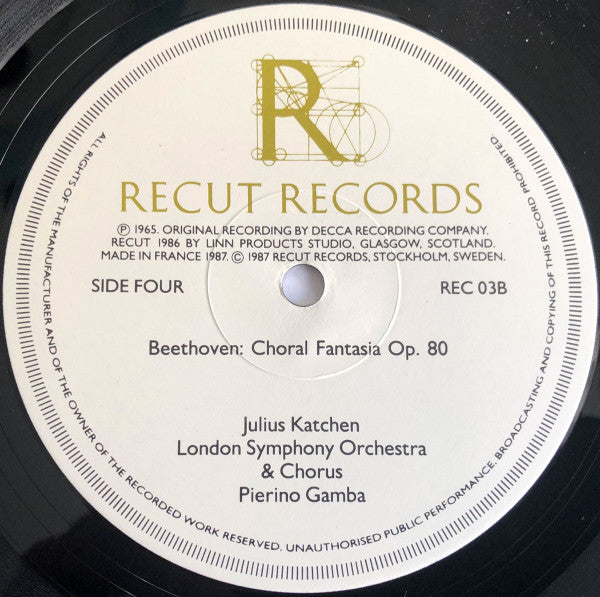 R
RECUT RECORDS
Ⓟ 1965. ORIGINAL RECORDING BY DECCA RECORDING COMPANY.
RECUT 1986 BY LINN PRODUCTS STUDIO, GLASGOW, SCOTLAND.
MADE IN FRANCE 1987. © 1987 RECUT RECORDS, STOCKHOLM, SWEDEN.
SIDE FOUR
REC 03B
Beethoven: Choral Fantasia Op. 80
Julius Katchen
London Symphony Orchestra
& Chorus
Pierino Gamba
ALL RIGHTS OF THE MANUFACTURER AND OF THE OWNER OF THE RECORDED WORK RESERVED. UNAUTHORISED PUBLIC PERFORMANCE, BROADCASTING AND COPYING OF THIS RECORD PROHIBITED.